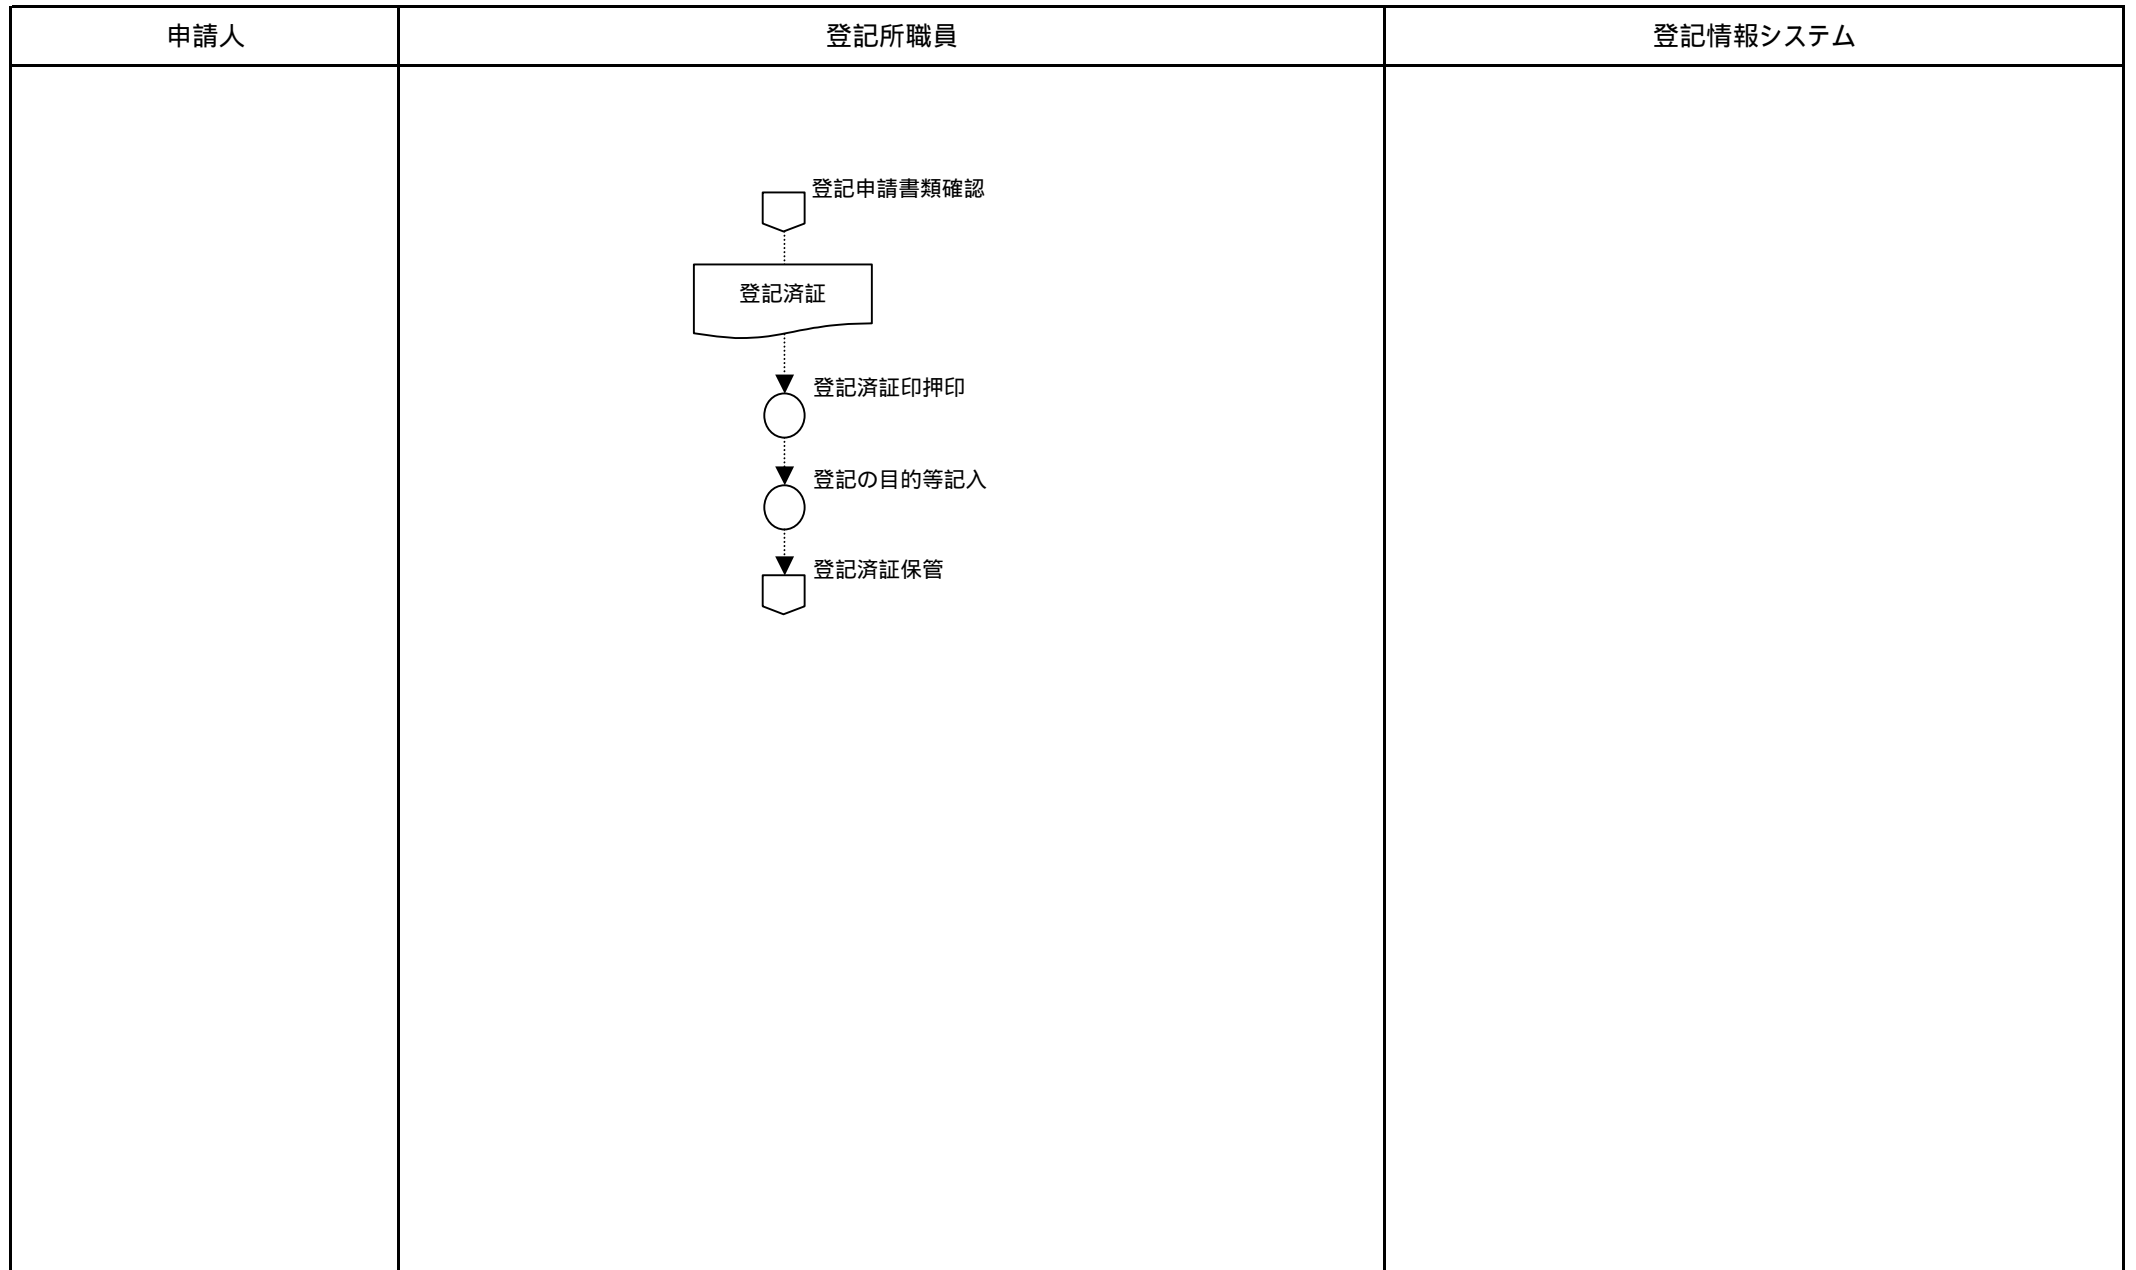 申請人
登記所職員
登記情報システム
登記申請書類確認
登記済証
登記済証印押印
登記の目的等記入
登記済証保管